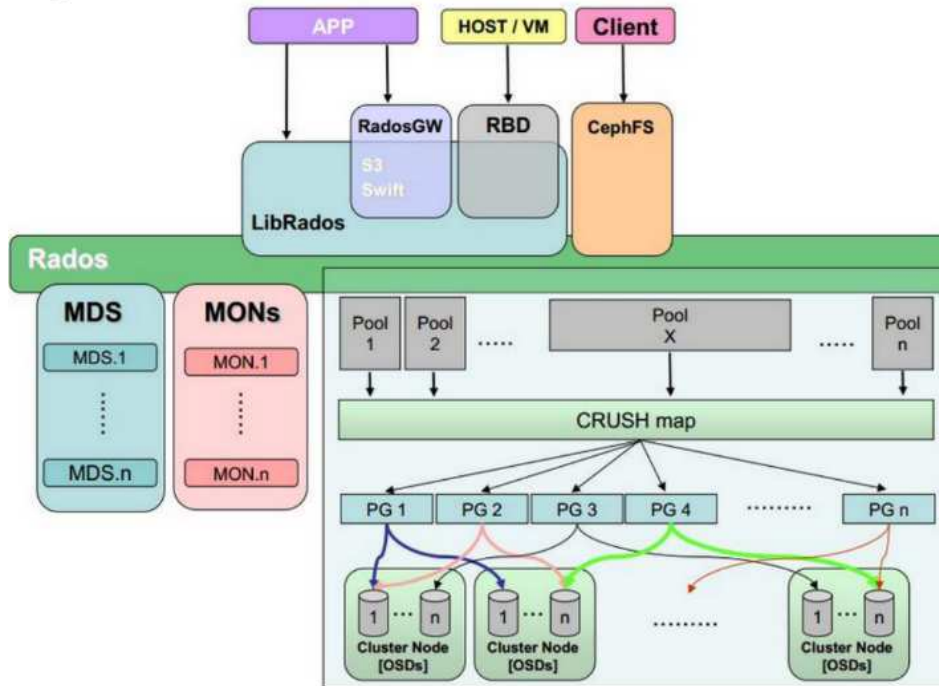 APP
HOST / VM
Client
RadosGW
RBD
CephFS
S3
Swift
LibRados
Rados
MDS
MONs
MDS.1
MON.1
MDS.n
MON.n
Pool
1
Pool
2
.....
Pool
X
.....
Pool
n
CRUSH map
PG 1
PG 2
PG 3
PG 4
.........
PG n
1 ... n
1 ... n
.........
1 ... n
Cluster Node
[OSDs]
Cluster Node
[OSDs]
Cluster Node
[OSDs]